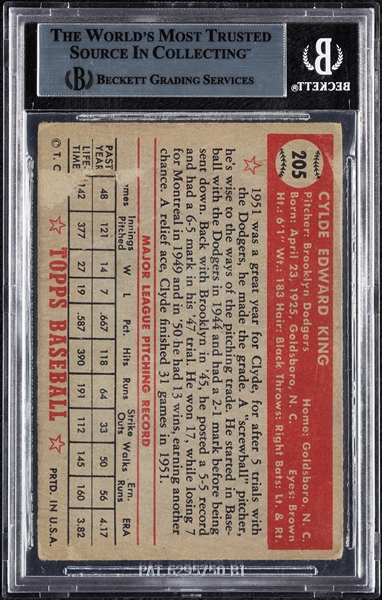 THE WORLD'S MOST TRUSTED
SOURCE IN COLLECTING™
BECKETT GRADING SERVICES
BECKETT
205
CYLDE EDWARD KING
Pitcher: Brooklyn Dodgers Home: Goldsboro, N. C.
Born: April 23, 1925, Goldsboro, N. C. Eyes: Brown
Ht.: 6'1" Wt.: 183 Hair: Black Throws: Right Bats: Lt. & Rt.
1951 was a great year for Clyde, for after 5 trials with
the Dodgers, he made the grade. A "screwball" pitcher,
he's wise to the ways of the pitching trade. He started in Base-
ball with the Dodgers in 1944 and had a 2-1 mark before being
sent down. Back with Brooklyn in '45, he posted a 5-5 record
and had a 6-5 mark in his '47 trial. He won 17, while losing 7
for Montreal in 1949 and in '50 he had 13 wins, earning another
chance. A relief ace, Clyde finished 31 games in 1951.
MAJOR LEAGUE PITCHING RECORD
ames Innings Pitched W L Pct. Hits Runs Strike Outs Walks Ern. Runs ERA
PAST YEAR 48 121 14 7 .667 118 64 33 50 56 4.17
LIFE- TIME 142 377 27 19 .587 390 191 112 145 160 3.82
© T. C. TOPPS BASEBALL PRTD. IN U.S.A.
PAT. 6295750 B1